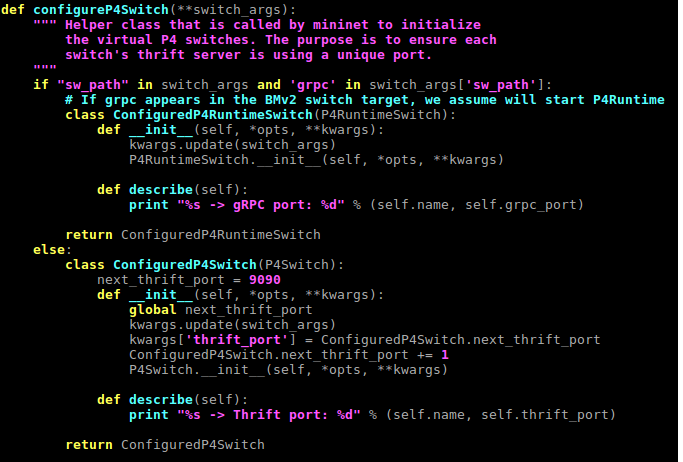 def configureP4Switch(**switch_args):
    """ Helper class that is called by mininet to initialize
        the virtual P4 switches. The purpose is to ensure each
        switch's thrift server is using a unique port.
    """
    if "sw_path" in switch_args and 'grpc' in switch_args['sw_path']:
        # If grpc appears in the BMv2 switch target, we assume will start P4Runtime
        class ConfiguredP4RuntimeSwitch(P4RuntimeSwitch):
            def __init__(self, *opts, **kwargs):
                kwargs.update(switch_args)
                P4RuntimeSwitch.__init__(self, *opts, **kwargs)

            def describe(self):
                print "%s -> gRPC port: %d" % (self.name, self.grpc_port)

        return ConfiguredP4RuntimeSwitch
    else:
        class ConfiguredP4Switch(P4Switch):
            next_thrift_port = 9090
            def __init__(self, *opts, **kwargs):
                global next_thrift_port
                kwargs.update(switch_args)
                kwargs['thrift_port'] = ConfiguredP4Switch.next_thrift_port
                ConfiguredP4Switch.next_thrift_port += 1
                P4Switch.__init__(self, *opts, **kwargs)

            def describe(self):
                print "%s -> Thrift port: %d" % (self.name, self.thrift_port)

        return ConfiguredP4Switch